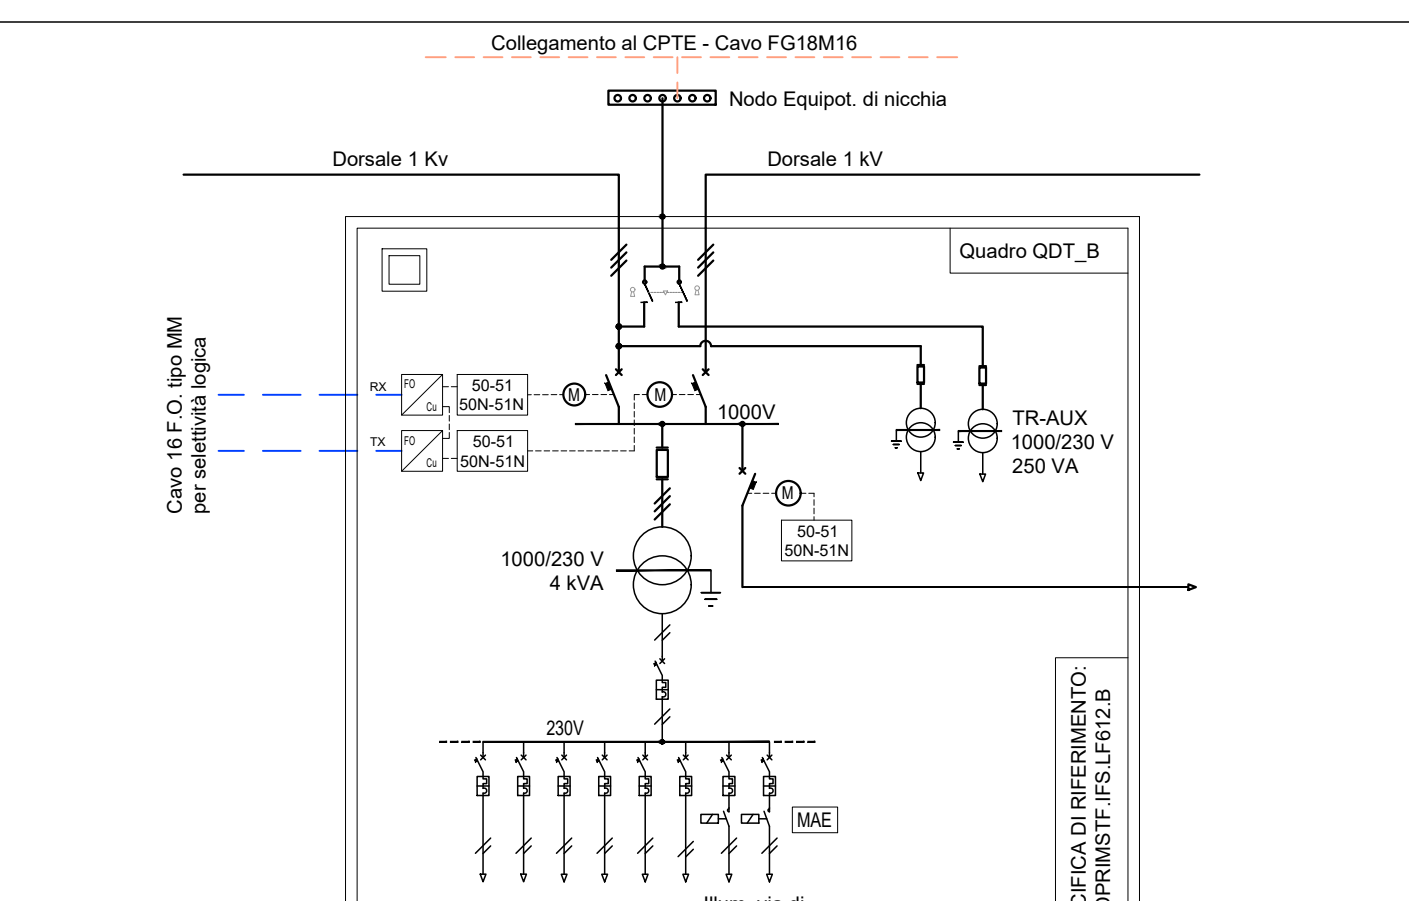 Collegamento al CPTE - Cavo FG18M16
Nodo Equipot. di nicchia
Dorsale 1 Kv
Dorsale 1 kV
Quadro QDT_B
Cavo 16 F.O. tipo MM
per selettività logica
RX
FO
Cu
50-51
50N-51N
M
M
1000V
TX
FO
Cu
50-51
50N-51N
TR-AUX
1000/230 V
250 VA
M
50-51
50N-51N
1000/230 V
4 kVA
230V
MAE
CIFICA DI RIFERIMENTO:
OPRIMSTF.IFS.LF612.B
Illum. via di